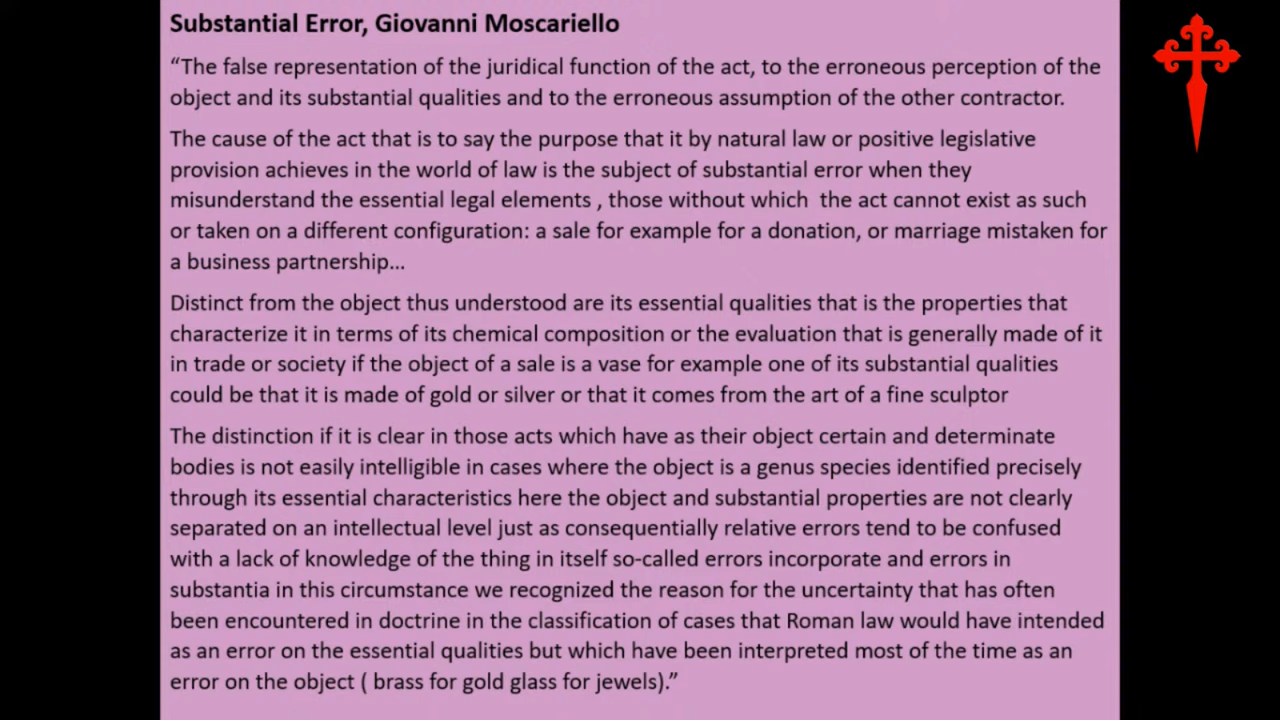 Substantial Error, Giovanni Moscariello
“The false representation of the juridical function of the act, to the erroneous perception of the
object and its substantial qualities and to the erroneous assumption of the other contractor.
The cause of the act that is to say the purpose that it by natural law or positive legislative
provision achieves in the world of law is the subject of substantial error when they
misunderstand the essential legal elements , those without which  the act cannot exist as such
or taken on a different configuration: a sale for example for a donation, or marriage mistaken for
a business partnership...
Distinct from the object thus understood are its essential qualities that is the properties that
characterize it in terms of its chemical composition or the evaluation that is generally made of it
in trade or society if the object of a sale is a vase for example one of its substantial qualities
could be that it is made of gold or silver or that it comes from the art of a fine sculptor
The distinction if it is clear in those acts which have as their object certain and determinate
bodies is not easily intelligible in cases where the object is a genus species identified precisely
through its essential characteristics here the object and substantial properties are not clearly
separated on an intellectual level just as consequentially relative errors tend to be confused
with a lack of knowledge of the thing in itself so-called errors incorporate and errors in
substantia in this circumstance we recognized the reason for the uncertainty that has often
been encountered in doctrine in the classification of cases that Roman law would have intended
as an error on the essential qualities but which have been interpreted most of the time as an
error on the object ( brass for gold glass for jewels).”